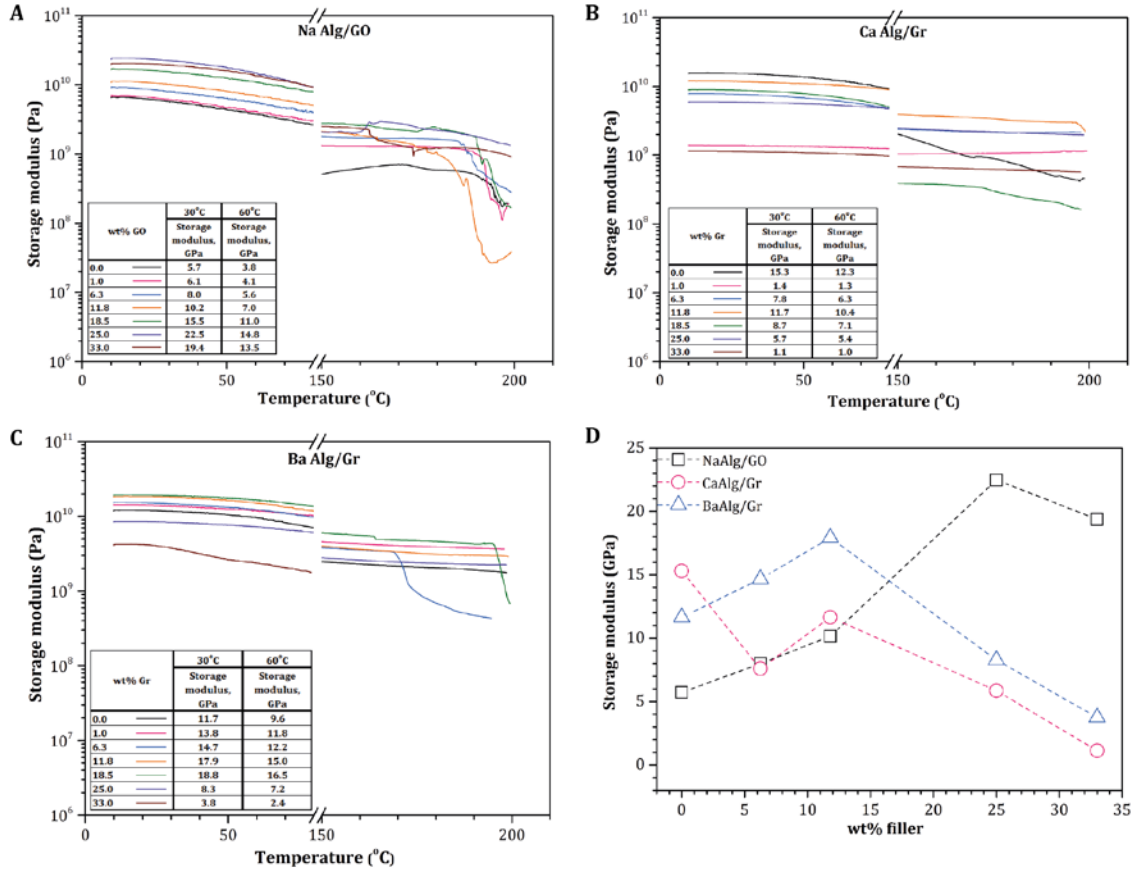 A
Na Alg/GO
Storage modulus (Pa)
10¹¹
10¹⁰
10⁹
10⁸
10⁷
10⁶
30°C 60°C
wt% GO Storage modulus, GPa Storage modulus, GPa
0.0 5.7 3.8
1.0 6.1 4.1
6.3 8.0 5.6
11.8 10.2 7.0
18.5 15.5 11.0
25.0 22.5 14.8
33.0 19.4 13.5
0 50 150 200
Temperature (°C)
B
Ca Alg/Gr
Storage modulus (Pa)
10¹¹
10¹⁰
10⁹
10⁸
10⁷
10⁶
30°C 60°C
wt% Gr Storage modulus, GPa Storage modulus, GPa
0.0 15.3 12.3
1.0 1.4 1.3
6.3 7.8 6.3
11.8 11.7 10.4
18.5 8.7 7.1
25.0 5.7 5.4
33.0 1.1 1.0
0 50 150 200
Temperature (°C)
C
Ba Alg/Gr
Storage modulus (Pa)
10¹¹
10¹⁰
10⁹
10⁸
10⁷
10⁶
30°C 60°C
wt% Gr Storage modulus, GPa Storage modulus, GPa
0.0 11.7 9.6
1.0 13.8 11.8
6.3 14.7 12.2
11.8 17.9 15.0
18.5 18.8 16.5
25.0 8.3 7.2
33.0 3.8 2.4
0 50 150 200
Temperature (°C)
D
NaAlg/GO
CaAlg/Gr
BaAlg/Gr
Storage modulus (GPa)
25
20
15
10
5
0
0 5 10 15 20 25 30 35
wt% filler